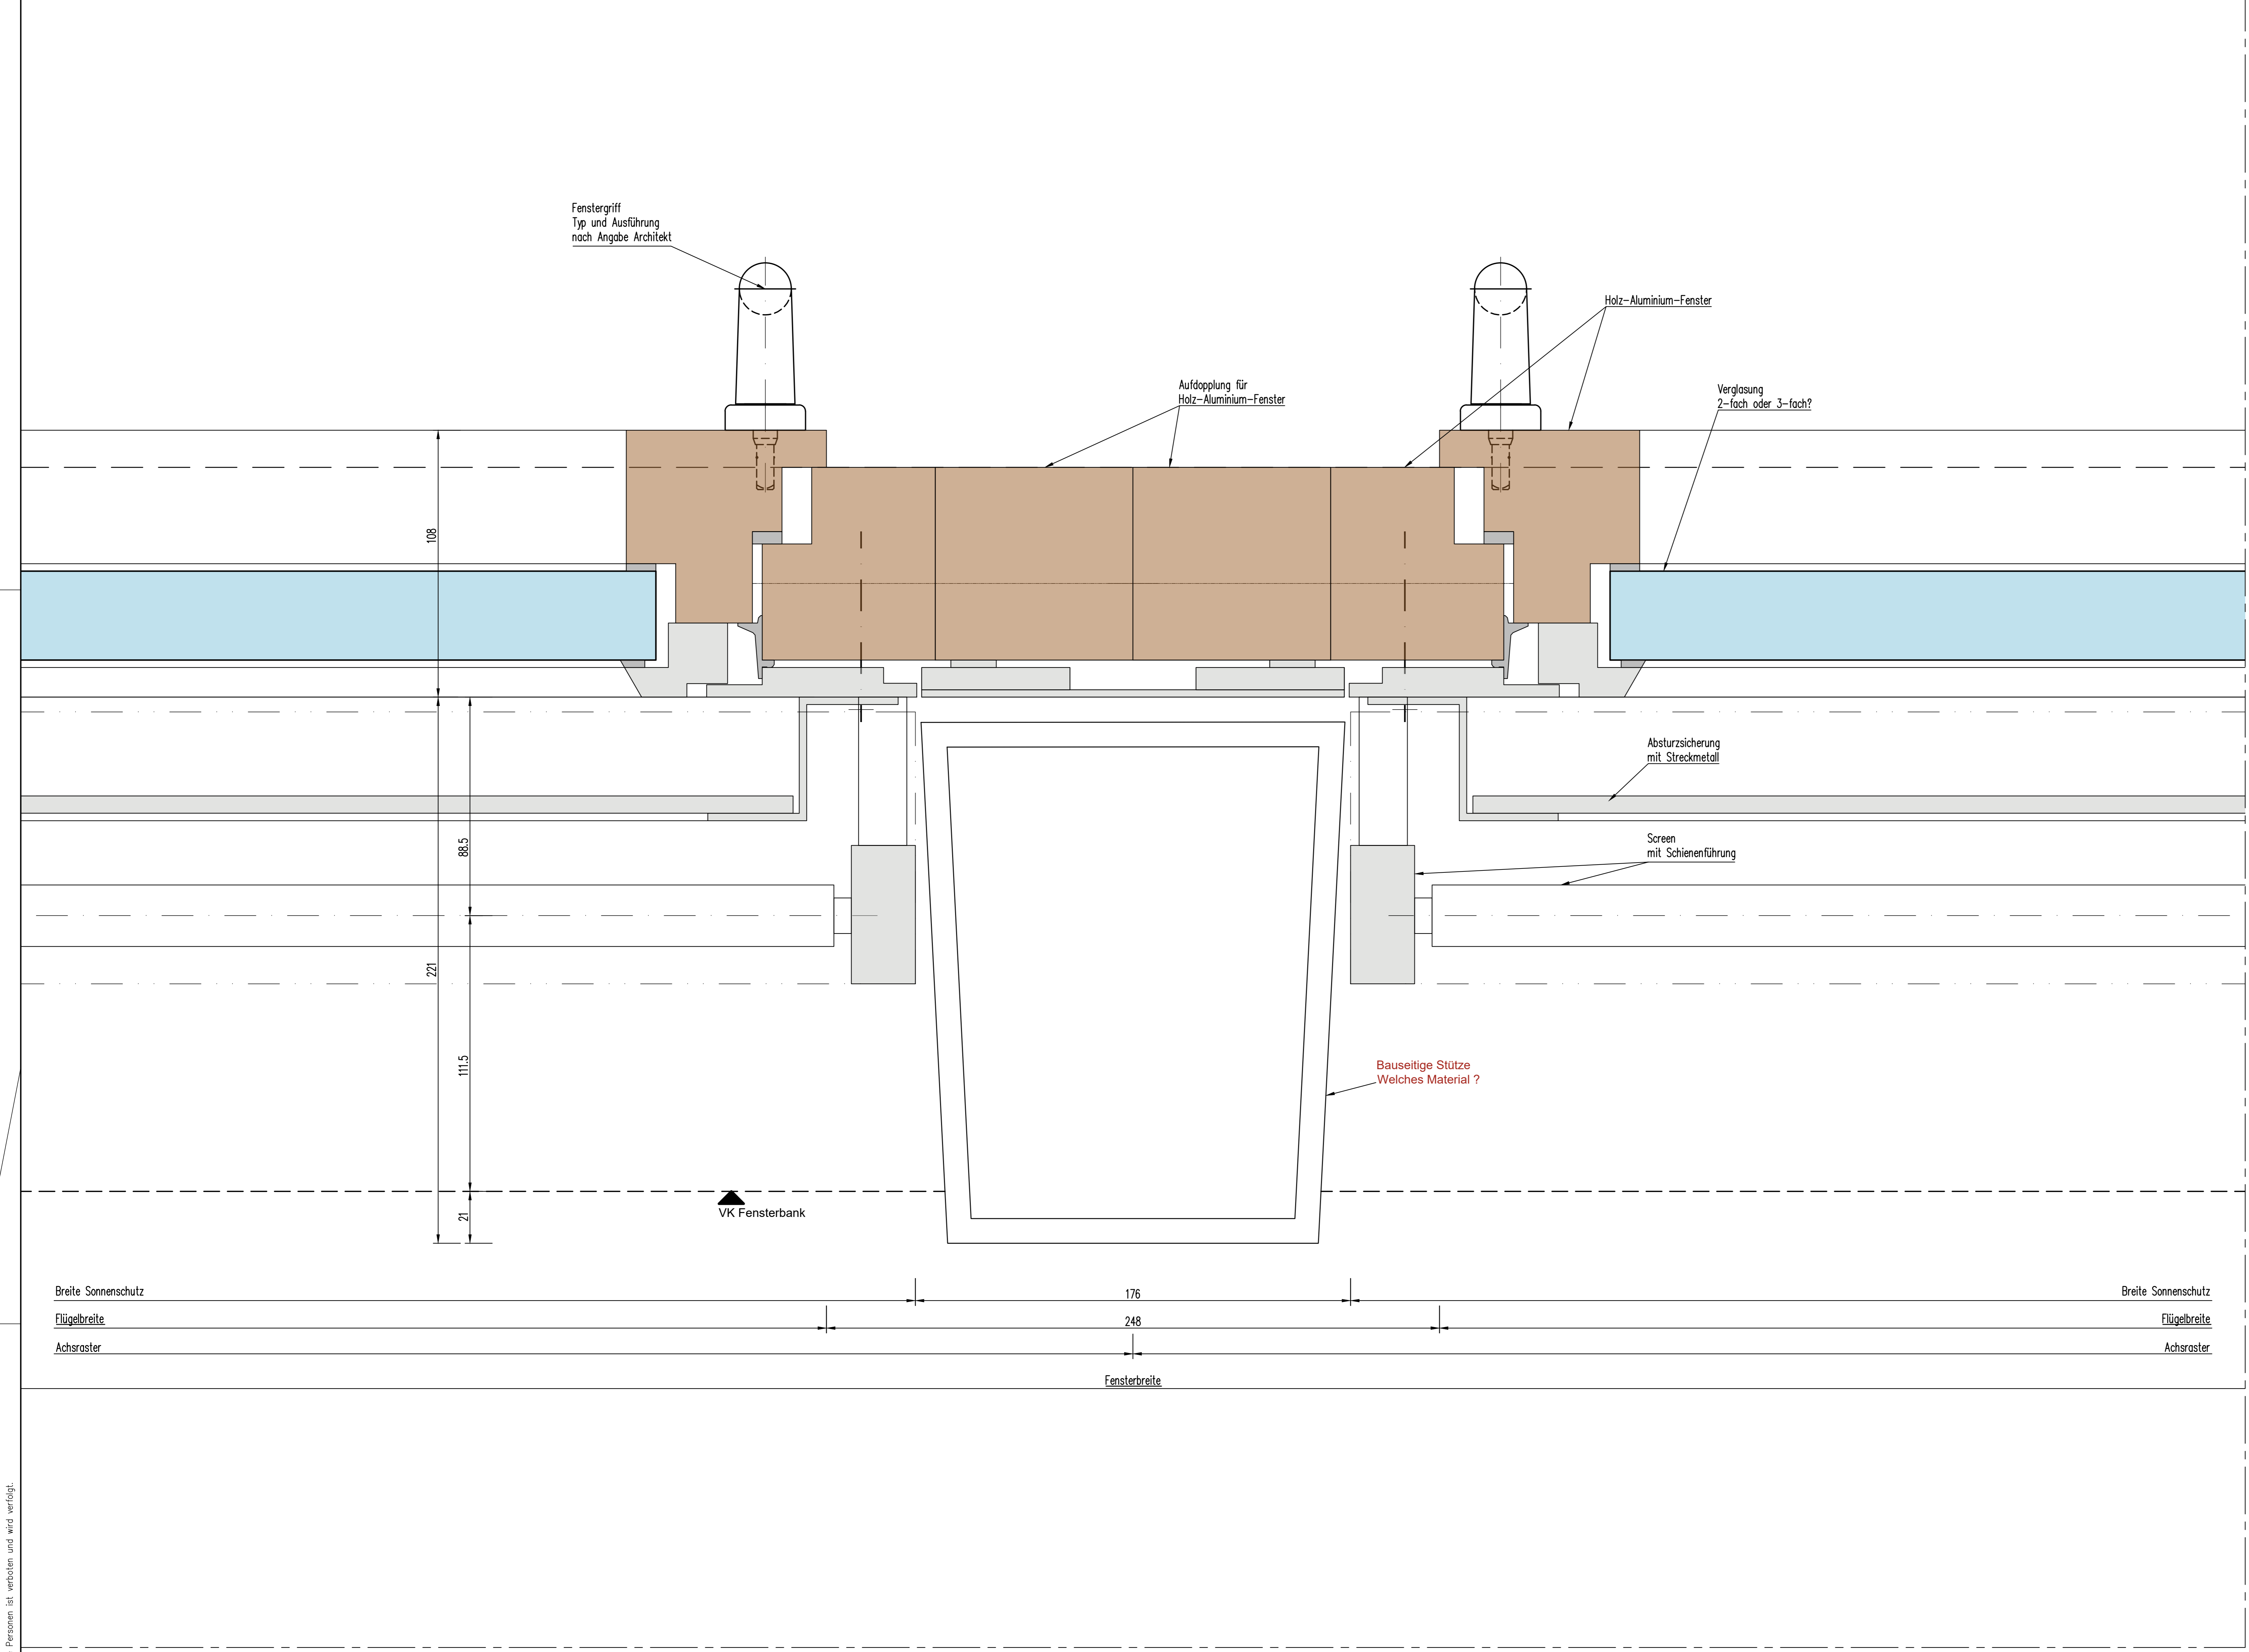 Fenstergriff
Typ und Ausführung
nach Angabe Architekt
Holz-Aluminium-Fenster
Aufdopplung für
Holz-Aluminium-Fenster
Verglasung
2-fach oder 3-fach?
108
Absturzsicherung
mit Streckmetall
Screen
mit Schienenführung
88.5
221
111.5
Bauseitige Stütze
Welches Material ?
VK Fensterbank
21
Breite Sonnenschutz
176
Breite Sonnenschutz
Flügelbreite
248
Flügelbreite
Achsraster
Achsraster
Fensterbreite
Personen ist verboten und wird verfolgt.